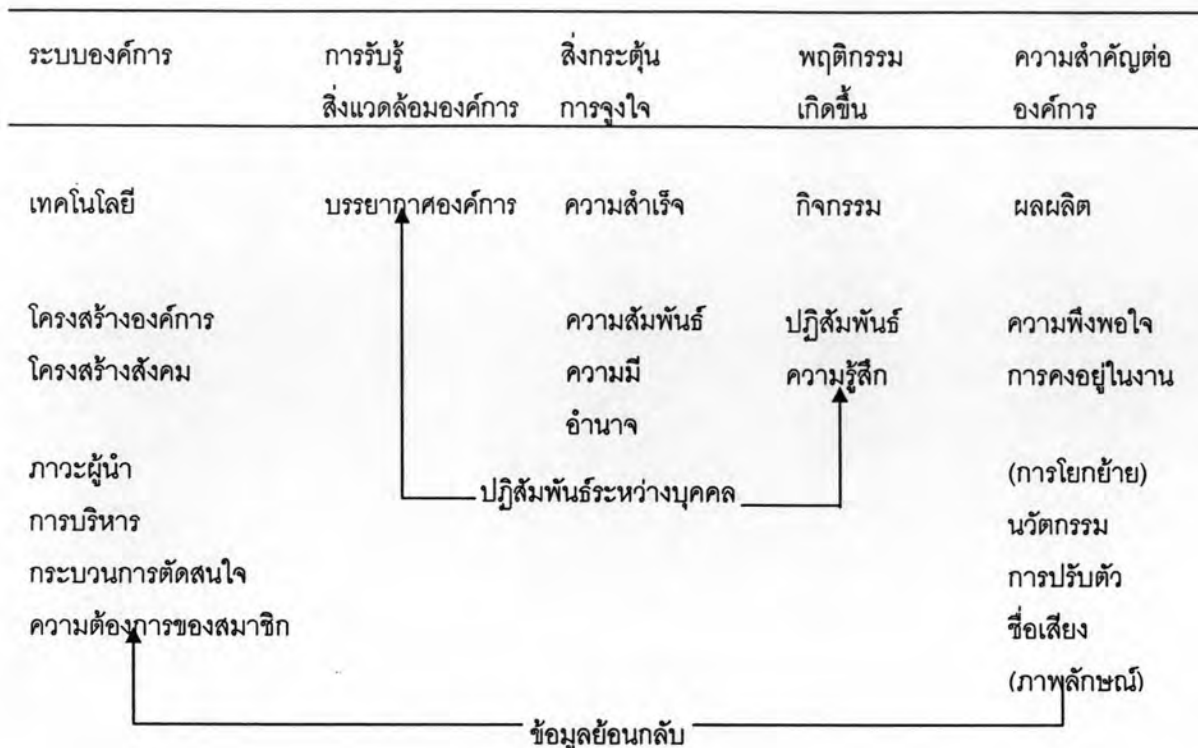 ระบบองค์การ การรับรู้ สิ่งกระตุ้น พฤติกรรม ความสำคัญต่อ
สิ่งแวดล้อมองค์การ การจูงใจ เกิดขึ้น องค์การ
เทคโนโลยี บรรยากาศองค์การ ความสำเร็จ กิจกรรม ผลผลิต
โครงสร้างองค์การ ความสัมพันธ์ ปฏิสัมพันธ์ ความพึงพอใจ
โครงสร้างสังคม ความมี ความรู้สึก การคงอยู่ในงาน
อำนาจ
ภาวะผู้นำ (การโยกย้าย)
ปฏิสัมพันธ์ระหว่างบุคคล
การบริหาร นวัตกรรม
กระบวนการตัดสนใจ การปรับตัว
ความต้องการของสมาชิก ชื่อเสียง
(ภาพลักษณ์)
ข้อมูลย้อนกลับ